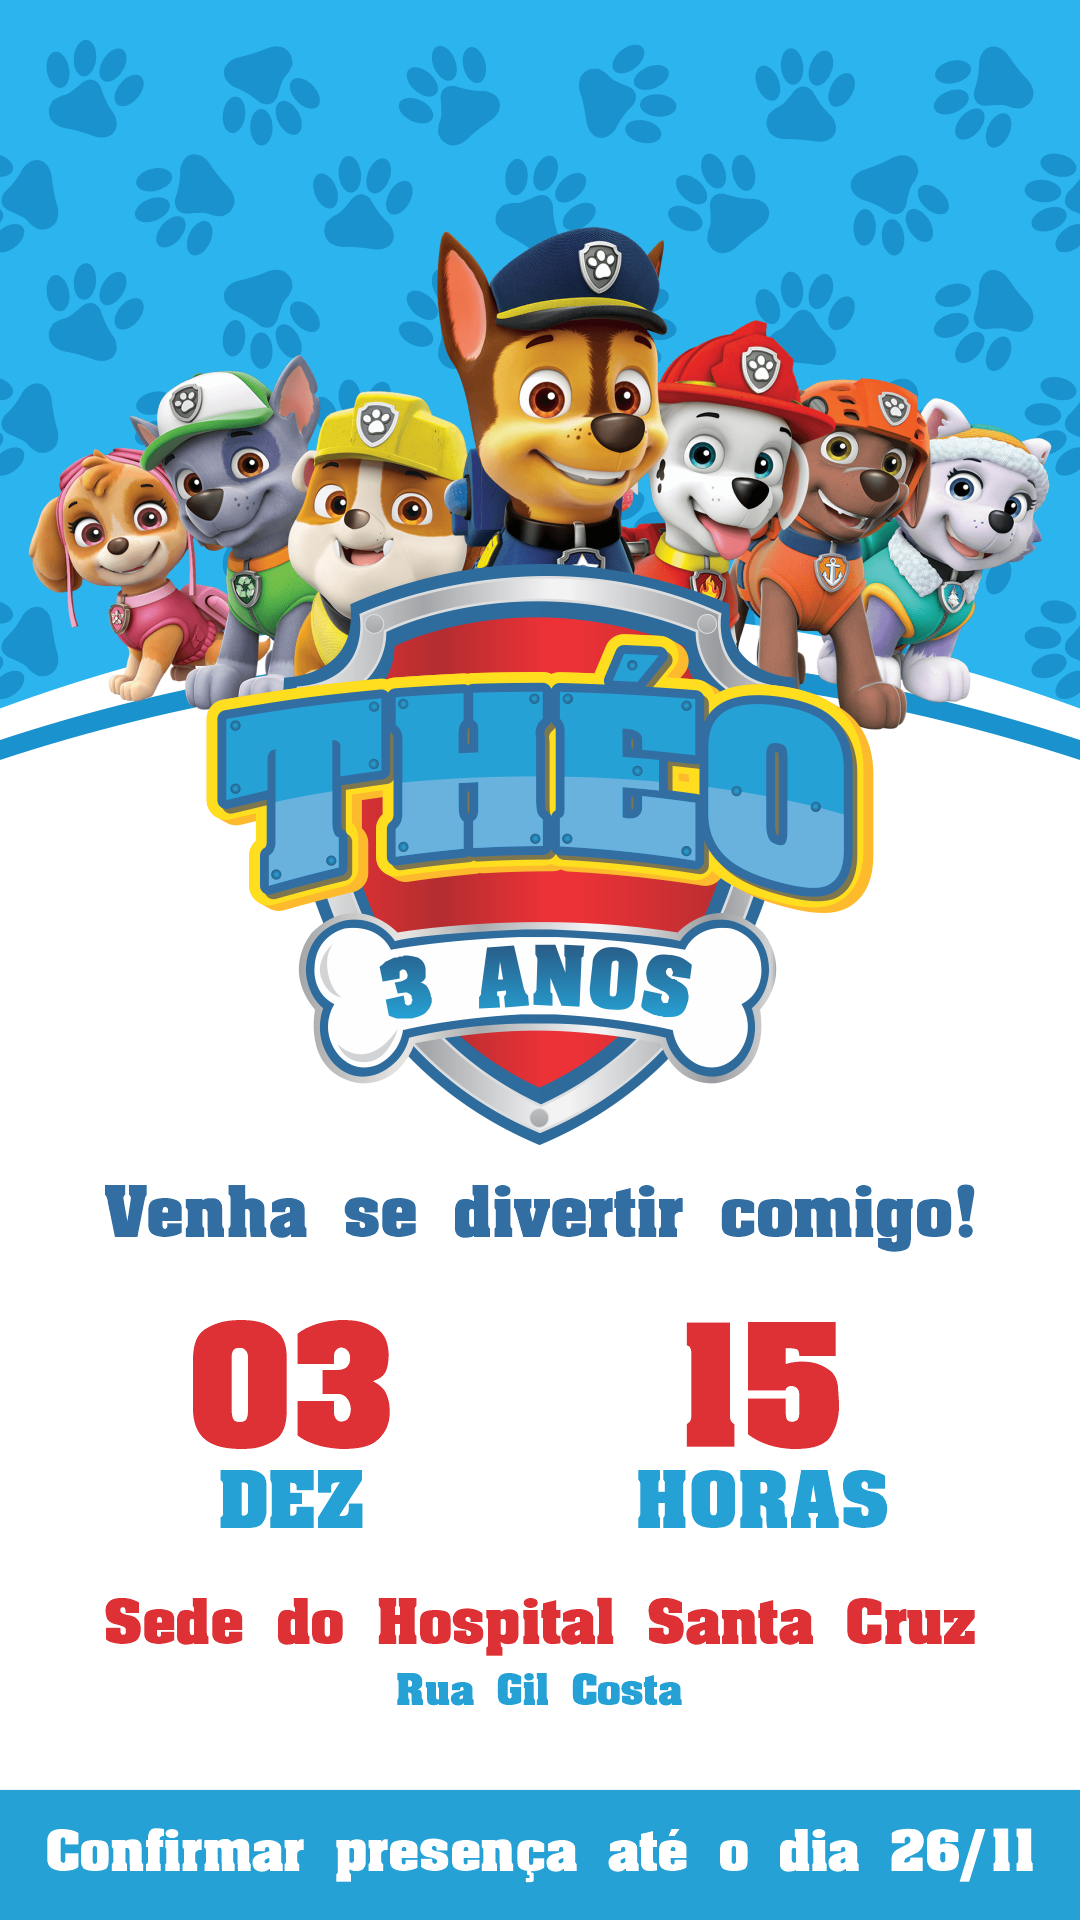 THÉO
3 ANOS
Venha se divertir comigo!
03
DEZ
15
HORAS
Sede do Hospital Santa Cruz
Rua Gil Costa
Confirmar presença até o dia 26/11